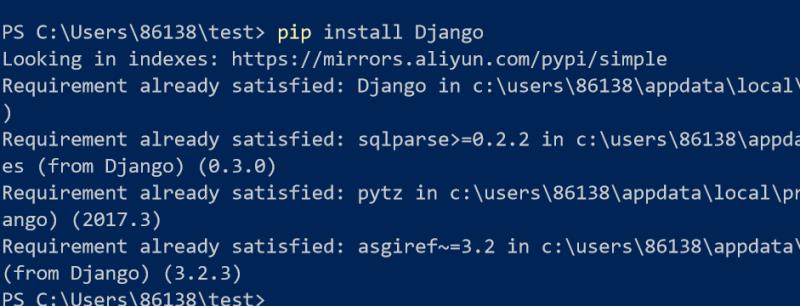 PS C:\Users\86138\test> pip install Django
Looking in indexes: https://mirrors.aliyun.com/pypi/simple
Requirement already satisfied: Django in c:\users\86138\appdata\local\
)
Requirement already satisfied: sqlparse>=0.2.2 in c:\users\86138\appda
es (from Django) (0.3.0)
Requirement already satisfied: pytz in c:\users\86138\appdata\local\pr
ango) (2017.3)
Requirement already satisfied: asgiref~=3.2 in c:\users\86138\appdata\
(from Django) (3.2.3)
PS C:\Users\86138\test>